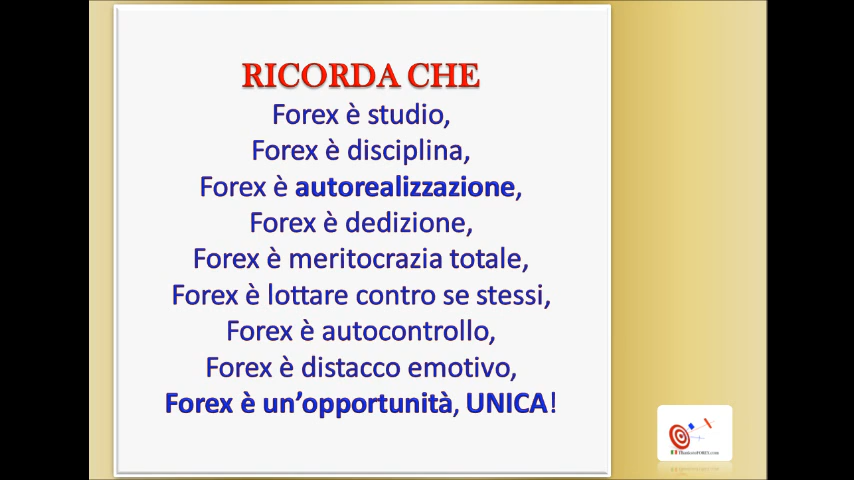 RICORDA CHE
Forex è studio,
Forex è disciplina,
Forex è autorealizzazione,
Forex è dedizione,
Forex è meritocrazia totale,
Forex è lottare contro se stessi,
Forex è autocontrollo,
Forex è distacco emotivo,
Forex è un’opportunità, UNICA!